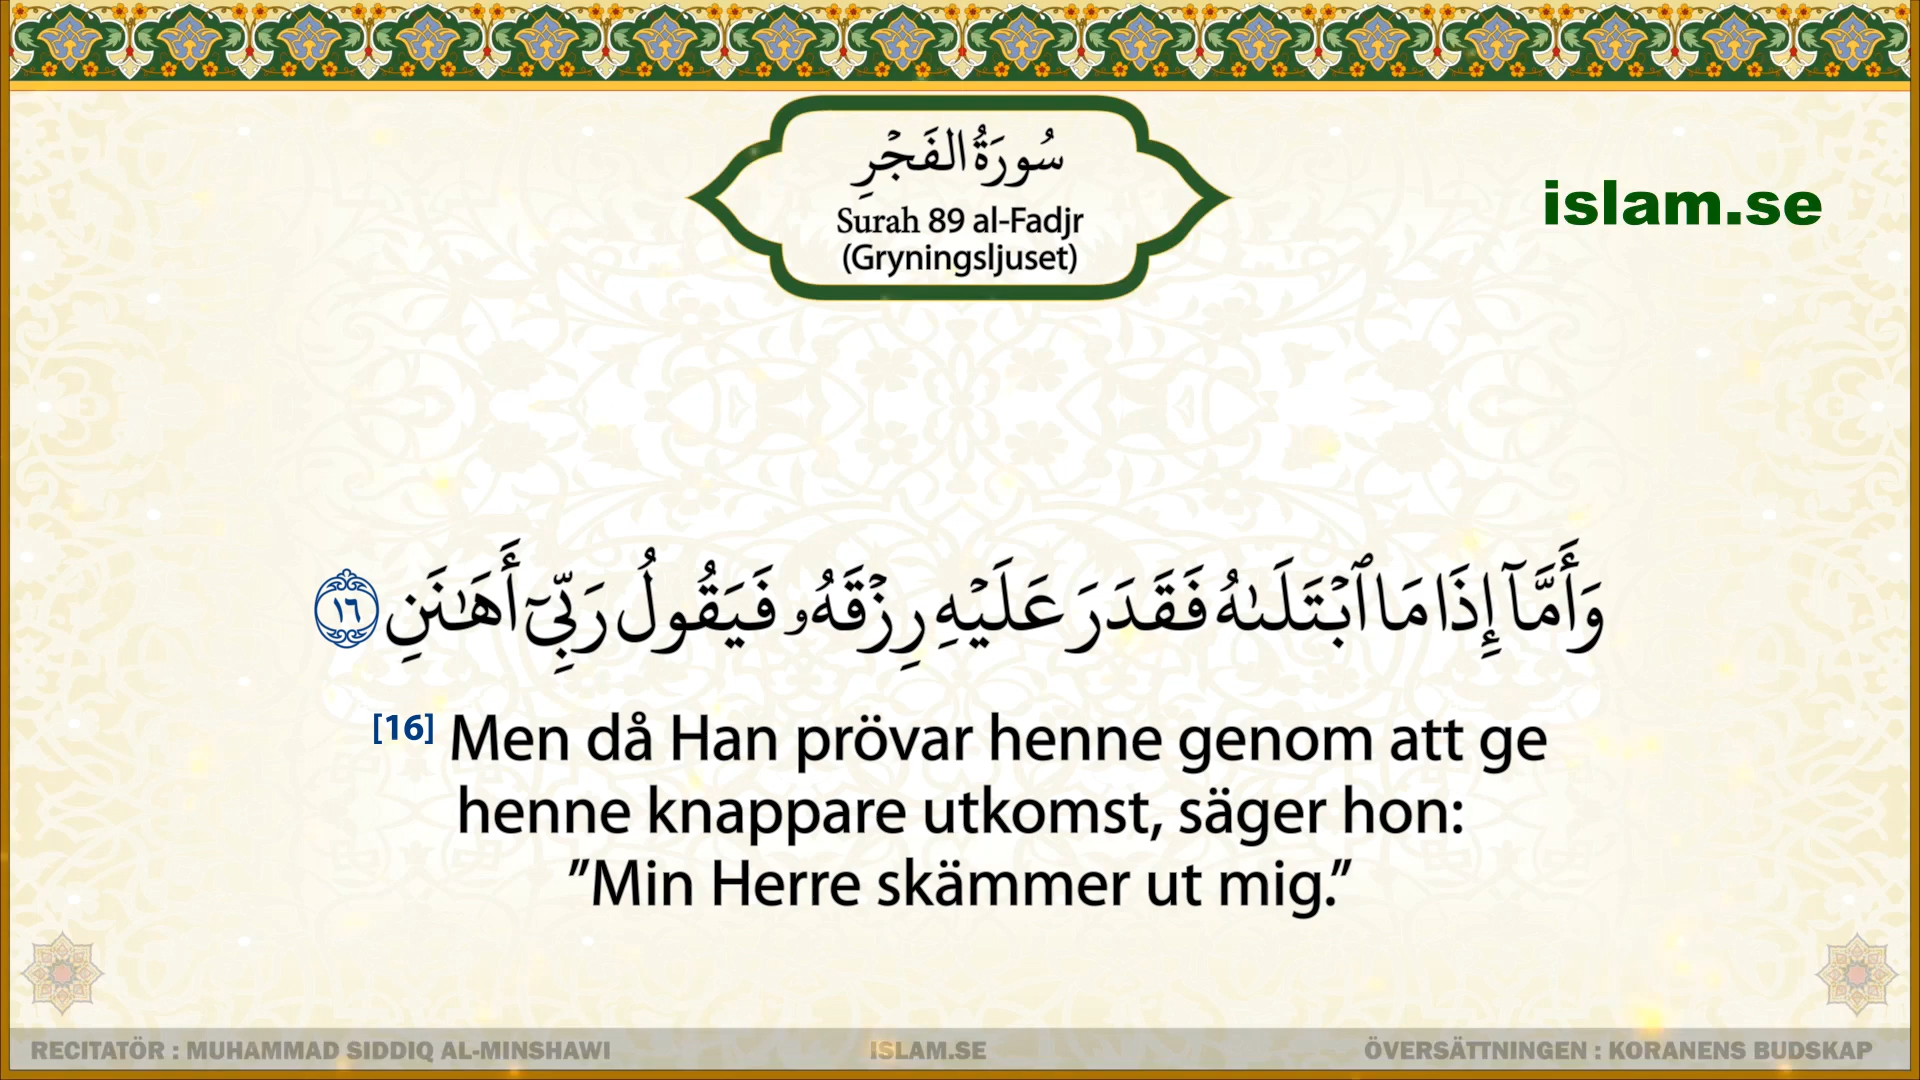 سُورَةُ الفَجْرِ
Surah 89 al-Fadjr
(Gryningsljuset)
islam.se
وَأَمَّآ إِذَا مَا ٱبْتَلَىٰهُ فَقَدَرَ عَلَيْهِ رِزْقَهُۥ فَيَقُولُ رَبِّىٓ أَهَـٰنَنِ ١٦
[16] Men då Han prövar henne genom att ge
henne knappare utkomst, säger hon:
”Min Herre skämmer ut mig.”
RECITATÖR : MUHAMMAD SIDDIQ AL-MINSHAWI
ISLAM.SE
ÖVERSÄTTNINGEN : KORANENS BUDSKAP